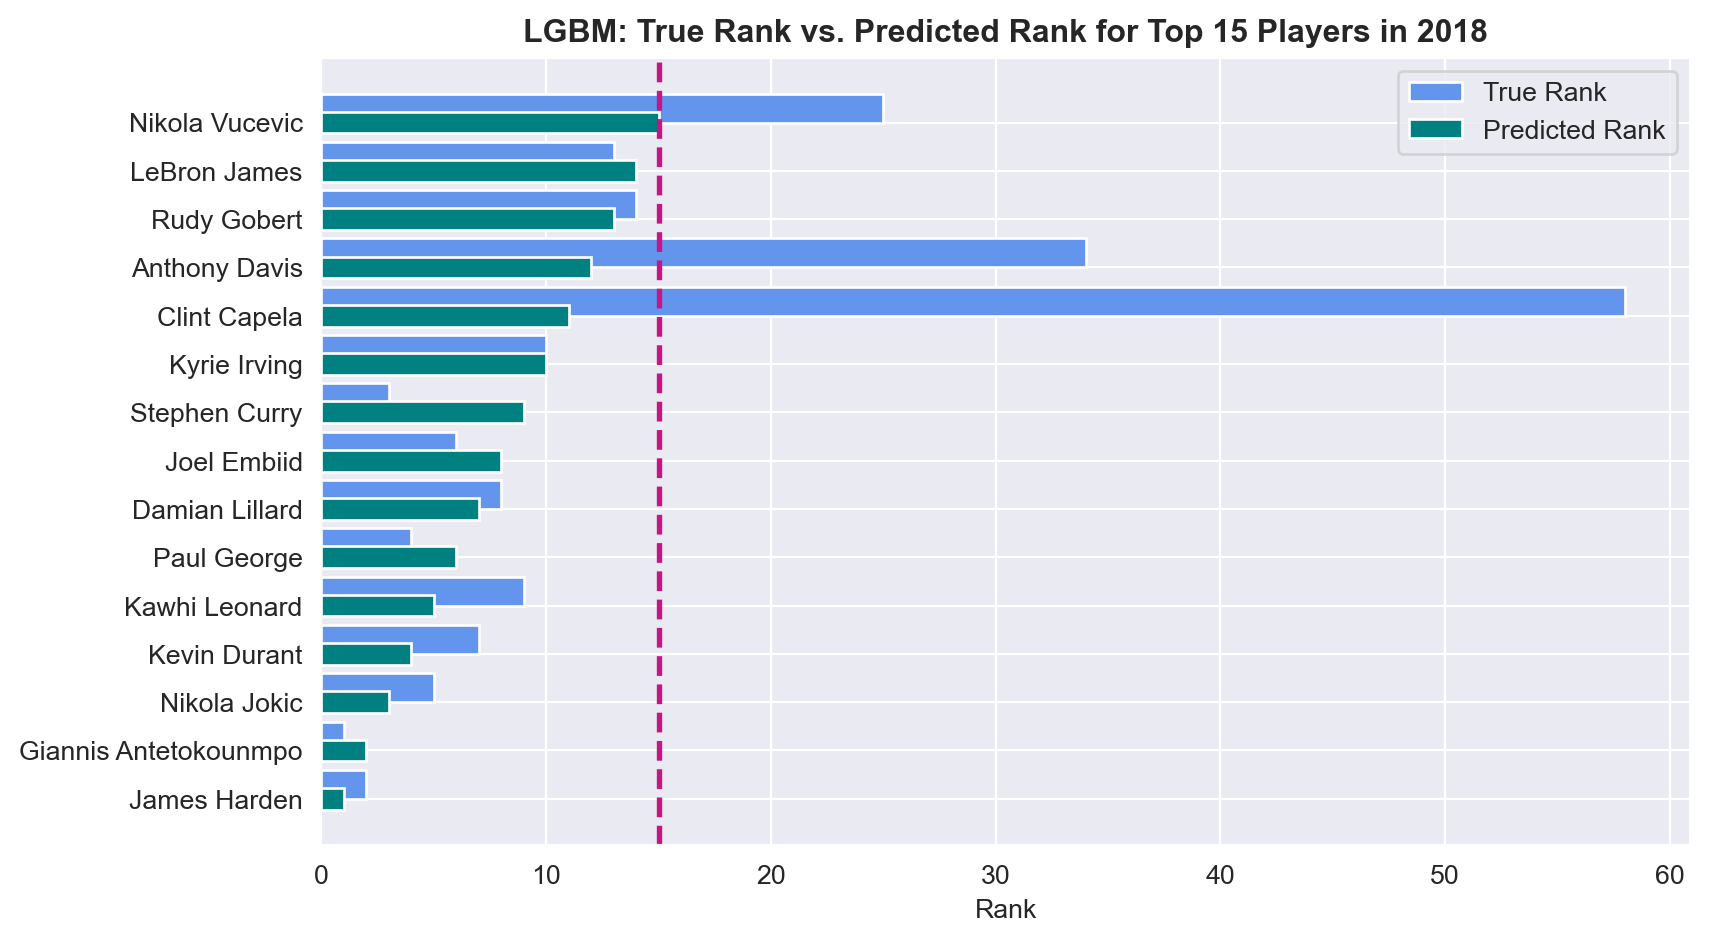 LGBM: True Rank vs. Predicted Rank for Top 15 Players in 2018
True Rank
Predicted Rank
Nikola Vucevic
LeBron James
Rudy Gobert
Anthony Davis
Clint Capela
Kyrie Irving
Stephen Curry
Joel Embiid
Damian Lillard
Paul George
Kawhi Leonard
Kevin Durant
Nikola Jokic
Giannis Antetokounmpo
James Harden
0 10 20 30 40 50 60
Rank